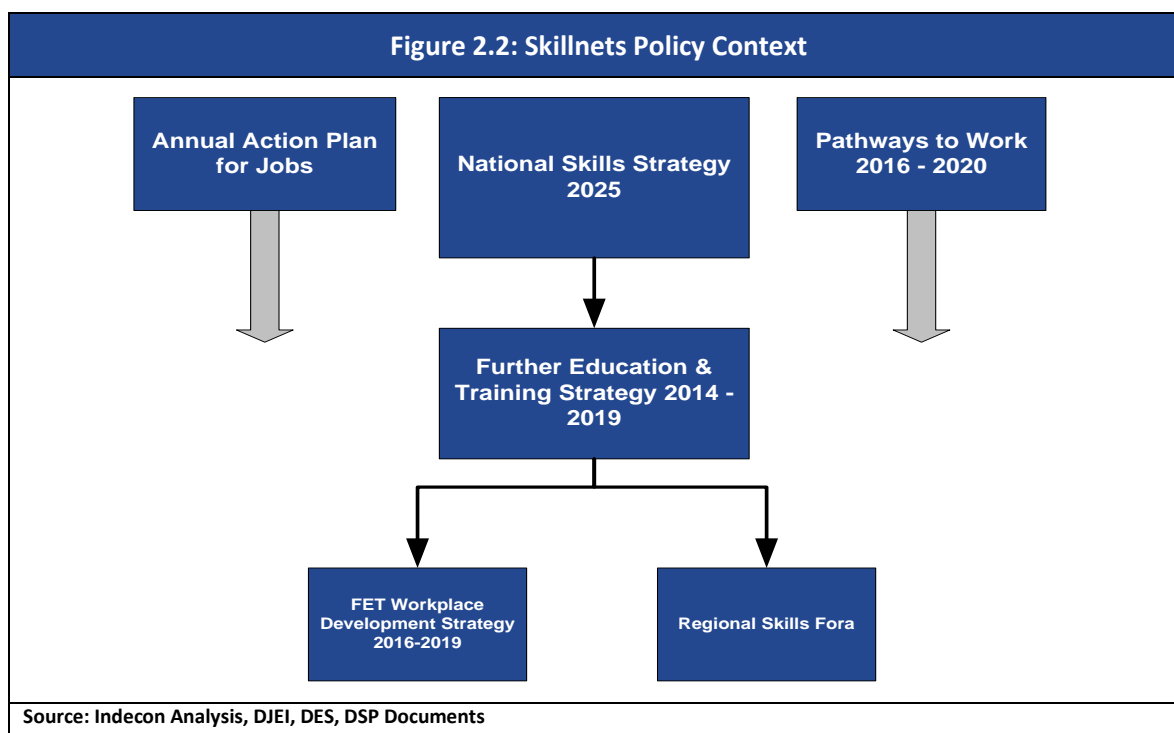 Figure 2.2: Skillnets Policy Context
Annual Action Plan
for Jobs
National Skills Strategy
2025
Pathways to Work
2016 - 2020
Further Education &
Training Strategy 2014 -
2019
FET Workplace
Development Strategy
2016-2019
Regional Skills Fora
Source: Indecon Analysis, DJEI, DES, DSP Documents